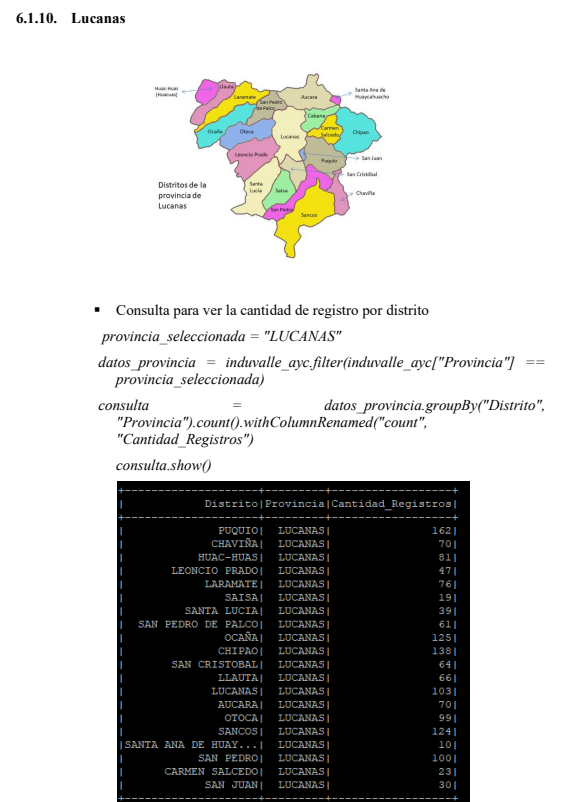 6.1.10. Lucanas
Huac-Huas
(Huacuas)
Llauta
Laramate
San Pedro
de Palco
Aucara
Santa Ana de
Huaycahuacho
Cabana
Carmen
Salcedo
Chipao
Ocaña
Otoca
Lucanas
Leoncio Prado
Puquio
San Juan
San Cristóbal
Santa
Lucía
Saisa
Chaviña
San Pedro
Sancos
Distritos de la
provincia de
Lucanas
▪ Consulta para ver la cantidad de registro por distrito
provincia_seleccionada = "LUCANAS"
datos_provincia = induvalle_ayc.filter(induvalle_ayc["Provincia"] ==
provincia_seleccionada)
consulta = datos_provincia.groupBy("Distrito",
"Provincia").count().withColumnRenamed("count",
"Cantidad_Registros")
consulta.show()
+--------------------+---------+------------------+
| Distrito|Provincia|Cantidad_Registros|
+--------------------+---------+------------------+
| PUQUIO| LUCANAS| 162|
| CHAVIÑA| LUCANAS| 70|
| HUAC-HUAS| LUCANAS| 81|
| LEONCIO PRADO| LUCANAS| 47|
| LARAMATE| LUCANAS| 76|
| SAISA| LUCANAS| 19|
| SANTA LUCIA| LUCANAS| 39|
| SAN PEDRO DE PALCO| LUCANAS| 61|
| OCAÑA| LUCANAS| 125|
| CHIPAO| LUCANAS| 138|
| SAN CRISTOBAL| LUCANAS| 64|
| LLAUTA| LUCANAS| 66|
| LUCANAS| LUCANAS| 103|
| AUCARA| LUCANAS| 70|
| OTOCA| LUCANAS| 99|
| SANCOS| LUCANAS| 124|
|SANTA ANA DE HUAY...| LUCANAS| 10|
| SAN PEDRO| LUCANAS| 100|
| CARMEN SALCEDO| LUCANAS| 23|
| SAN JUAN| LUCANAS| 30|
+--------------------+---------+------------------+